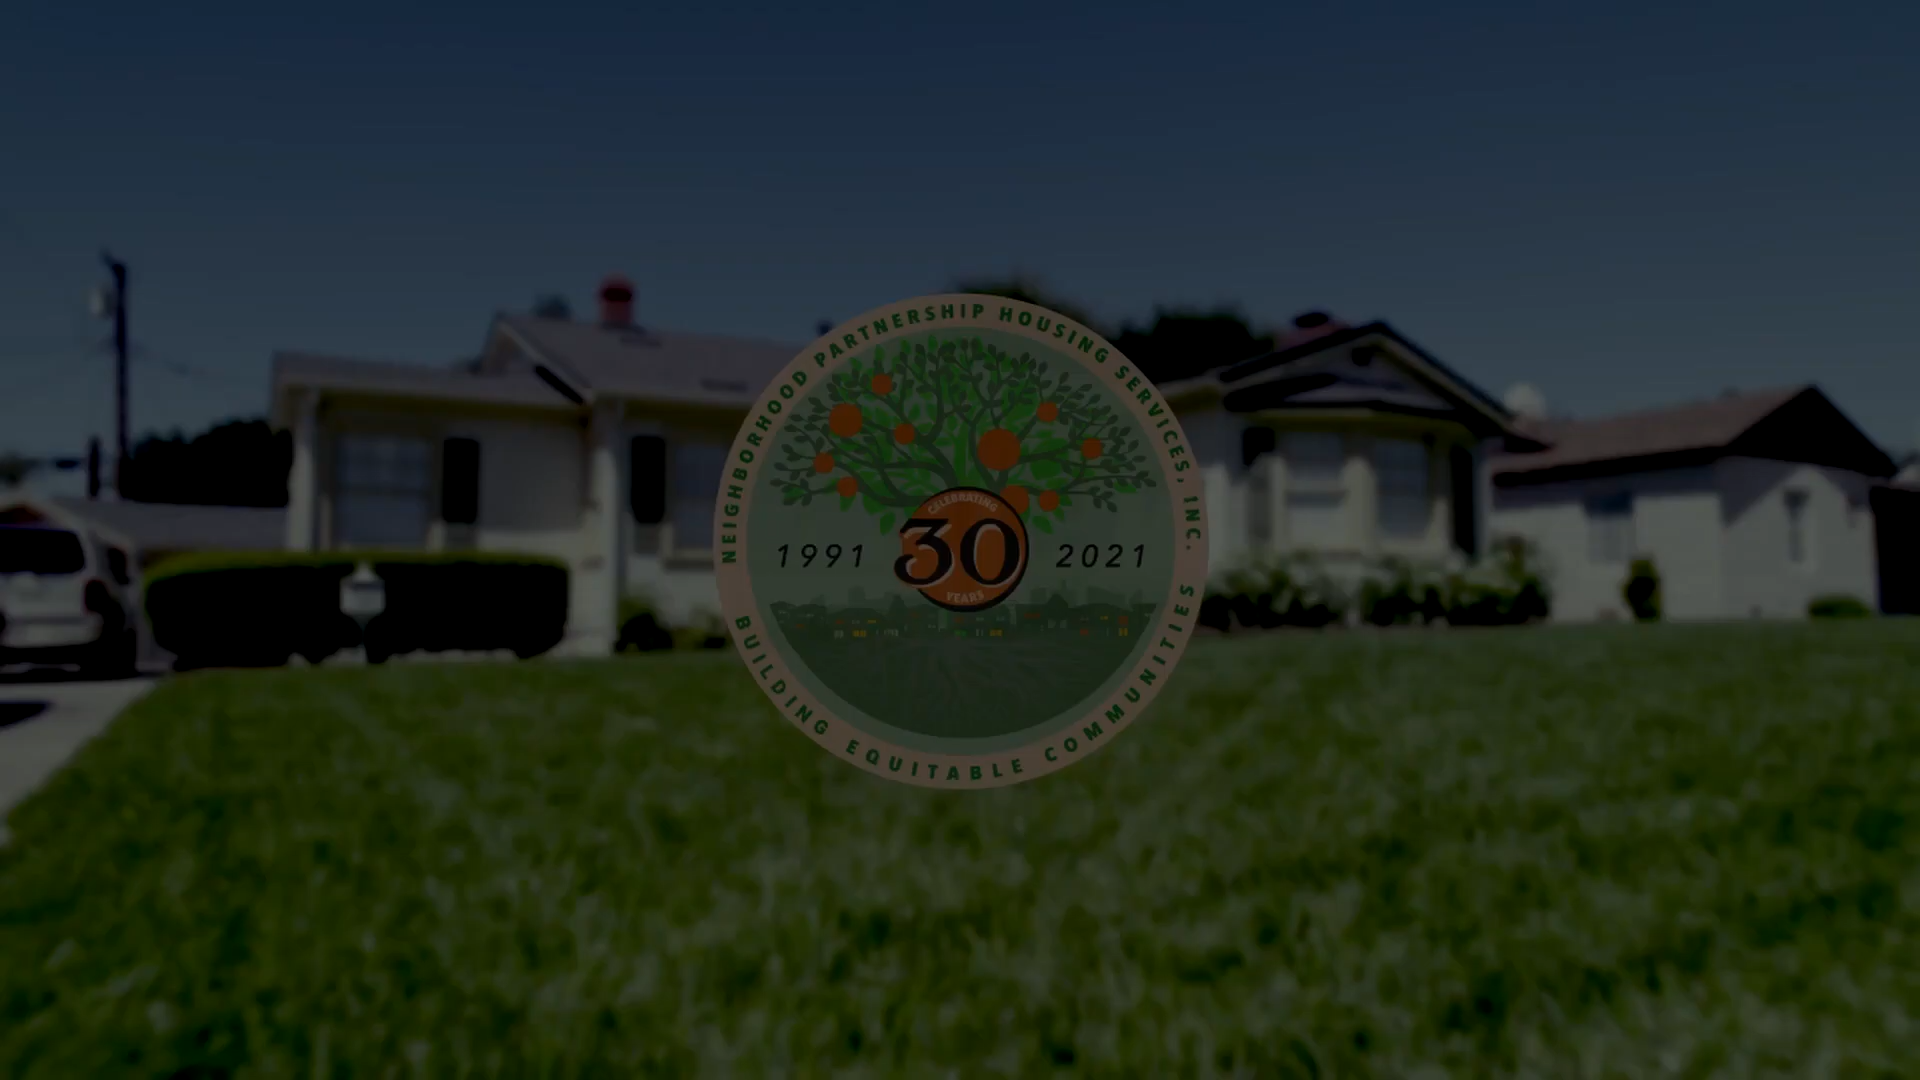 NEIGHBORHOOD PARTNERSHIP HOUSING SERVICES, INC.
CELEBRATING
30
YEARS
1991
2021
BUILDING EQUITABLE COMMUNITIES